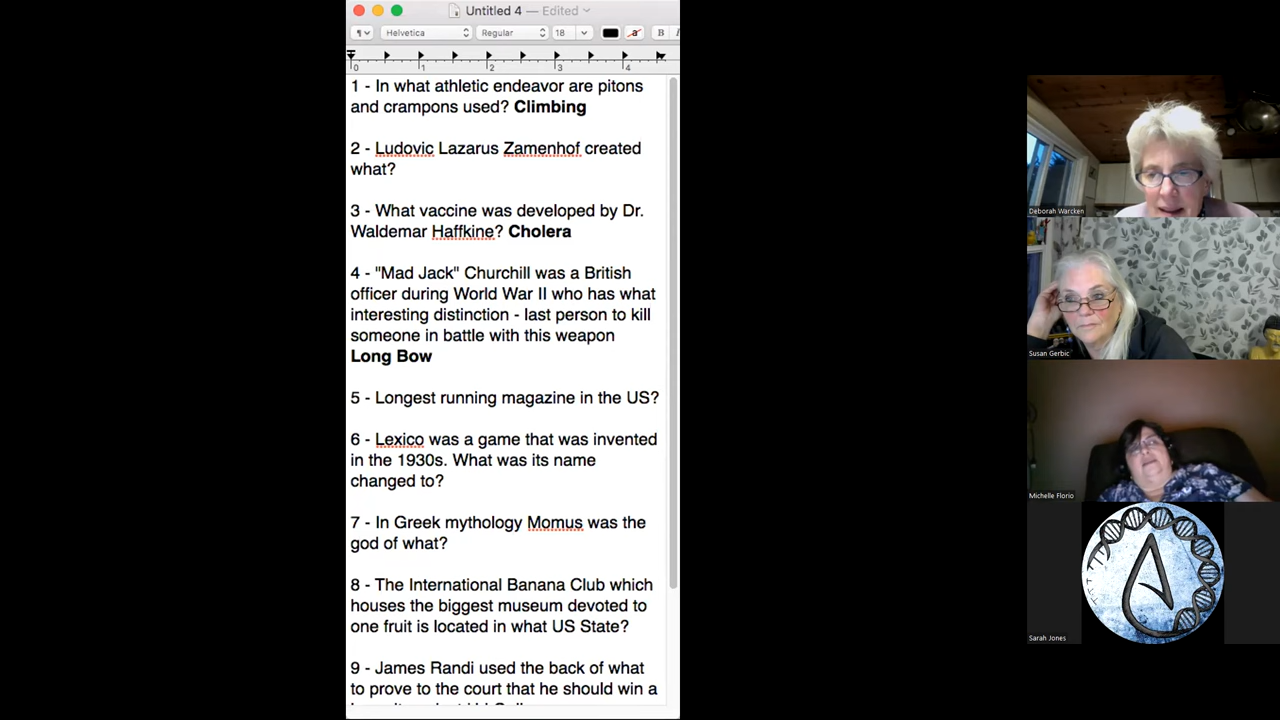 Untitled 4 — Edited
Helvetica
Regular
18
a
B
0
1
2
3
4
1 - In what athletic endeavor are pitons
and crampons used? Climbing
2 - Ludovic Lazarus Zamenhof created
what?
3 - What vaccine was developed by Dr.
Waldemar Haffkine? Cholera
4 - "Mad Jack" Churchill was a British
officer during World War II who has what
interesting distinction - last person to kill
someone in battle with this weapon
Long Bow
5 - Longest running magazine in the US?
6 - Lexico was a game that was invented
in the 1930s. What was its name
changed to?
7 - In Greek mythology Momus was the
god of what?
8 - The International Banana Club which
houses the biggest museum devoted to
one fruit is located in what US State?
9 - James Randi used the back of what
to prove to the court that he should win a
Deborah Warcken
Susan Gerbic
Michelle Florio
Sarah Jones